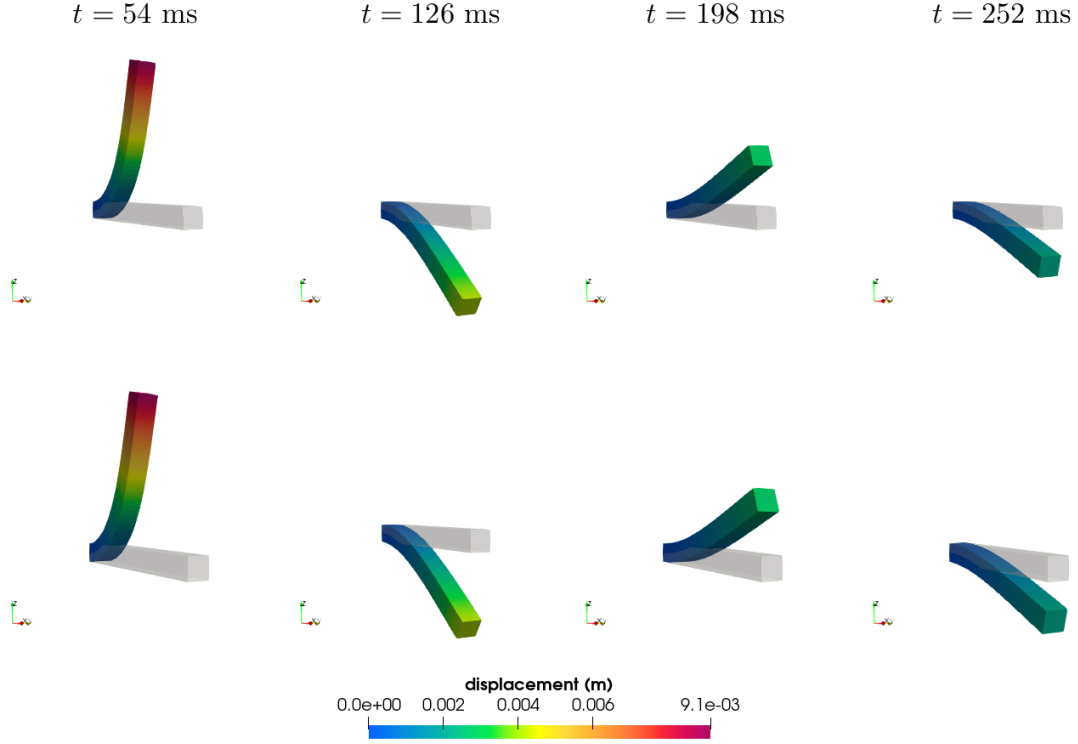 t = 54 ms t = 126 ms t = 198 ms t = 252 ms
Z Z Z Z
Z Z Z Z
displacement (m)
0.0e+00 0.002 0.004 0.006 9.1e-03